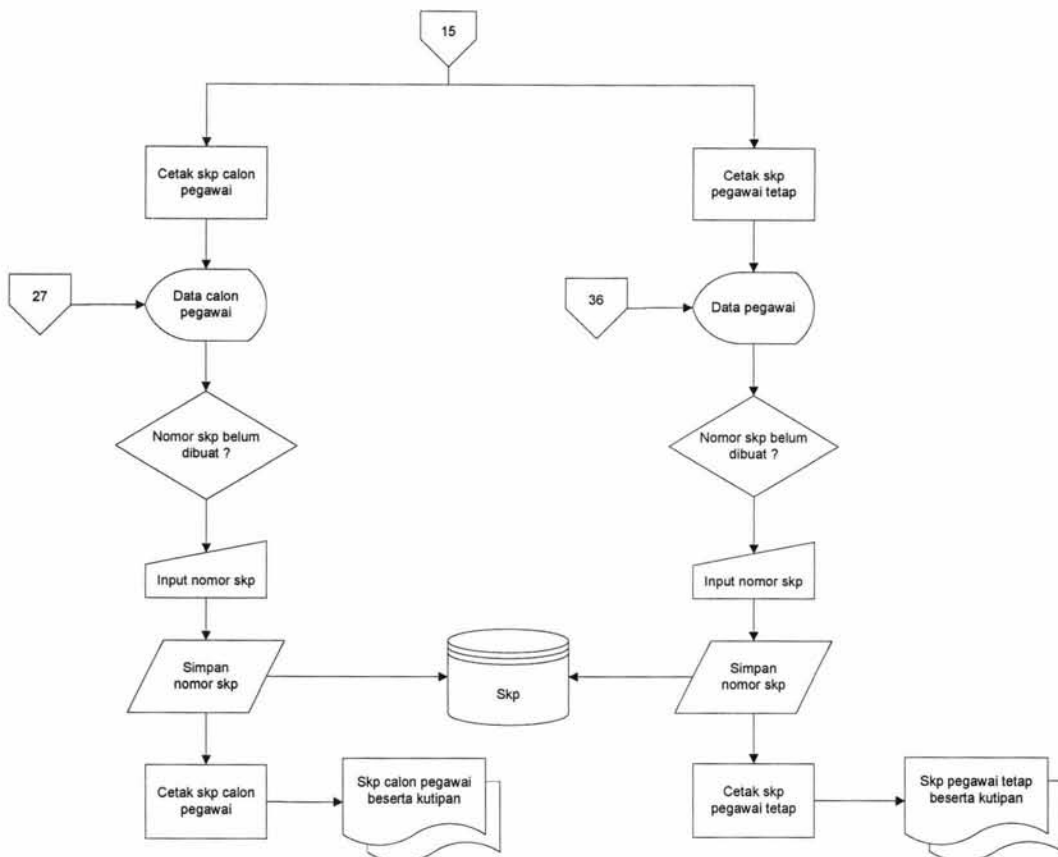 15
Cetak skp calon
pegawai
Cetak skp
pegawai tetap
27
Data calon
pegawai
36
Data pegawai
Nomor skp belum
dibuat ?
Nomor skp belum
dibuat ?
Input nomor skp
Input nomor skp
Simpan
nomor skp
Skp
Simpan
nomor skp
Cetak skp calon
pegawai
Skp calon pegawai
beserta kutipan
Cetak skp
pegawai tetap
Skp pegawai tetap
beserta kutipan